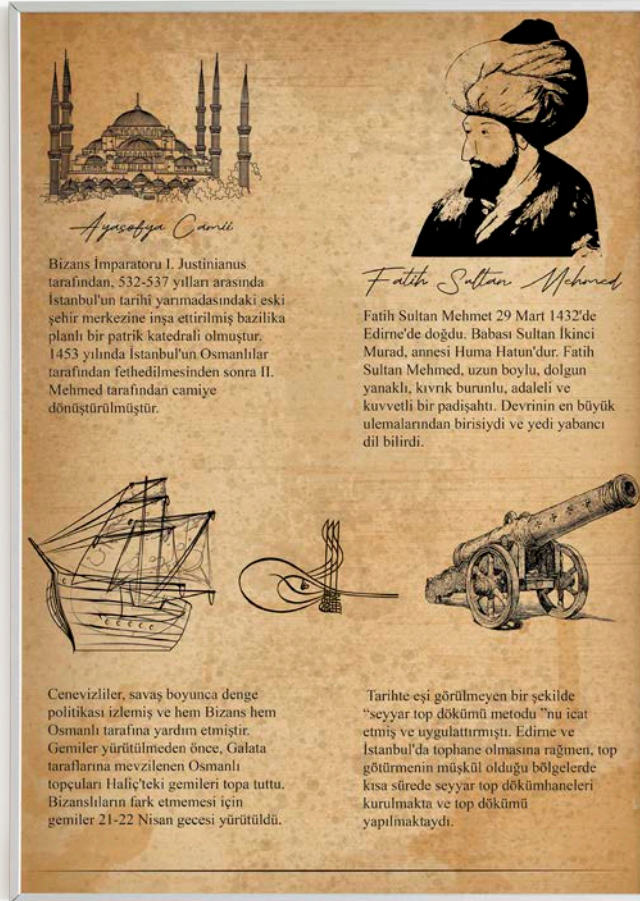 Ayasofya Camii
Bizans İmparatoru I. Justinianus
tarafından, 532-537 yılları arasında
İstanbul'un tarihî yarımadasındaki eski
şehir merkezine inşa ettirilmiş bazilika
planlı bir patrik katedrali olmuştur.
1453 yılında İstanbul'un Osmanlılar
tarafından fethedilmesinden sonra II.
Mehmed tarafından camiye
dönüştürülmüştür.
Fatih Sultan Mehmed
Fatih Sultan Mehmet 29 Mart 1432'de
Edirne'de doğdu. Babası Sultan İkinci
Murad, annesi Huma Hatun'dur. Fatih
Sultan Mehmed, uzun boylu, dolgun
yanaklı, kıvrık burunlu, adaleli ve
kuvvetli bir padişahtı. Devrinin en büyük
ulemalarından birisiydi ve yedi yabancı
dil bilirdi.
Cenevizliler, savaş boyunca denge
politikası izlemiş ve hem Bizans hem
Osmanlı tarafına yardım etmiştir.
Gemiler yürütülmeden önce, Galata
taraflarına mevzilenen Osmanlı
topçuları Haliç'teki gemileri topa tuttu.
Bizanslıların fark etmemesi için
gemiler 21-22 Nisan gecesi yürütüldü.
Tarihte eşi görülmeyen bir şekilde
“seyyar top dökümü metodu ”nu icat
etmiş ve uygulattırmıştı. Edirne ve
İstanbul'da tophane olmasına rağmen, top
götürmenin müşkül olduğu bölgelerde
kısa sürede seyyar top dökümhaneleri
kurulmakta ve top dökümü
yapılmaktaydı.